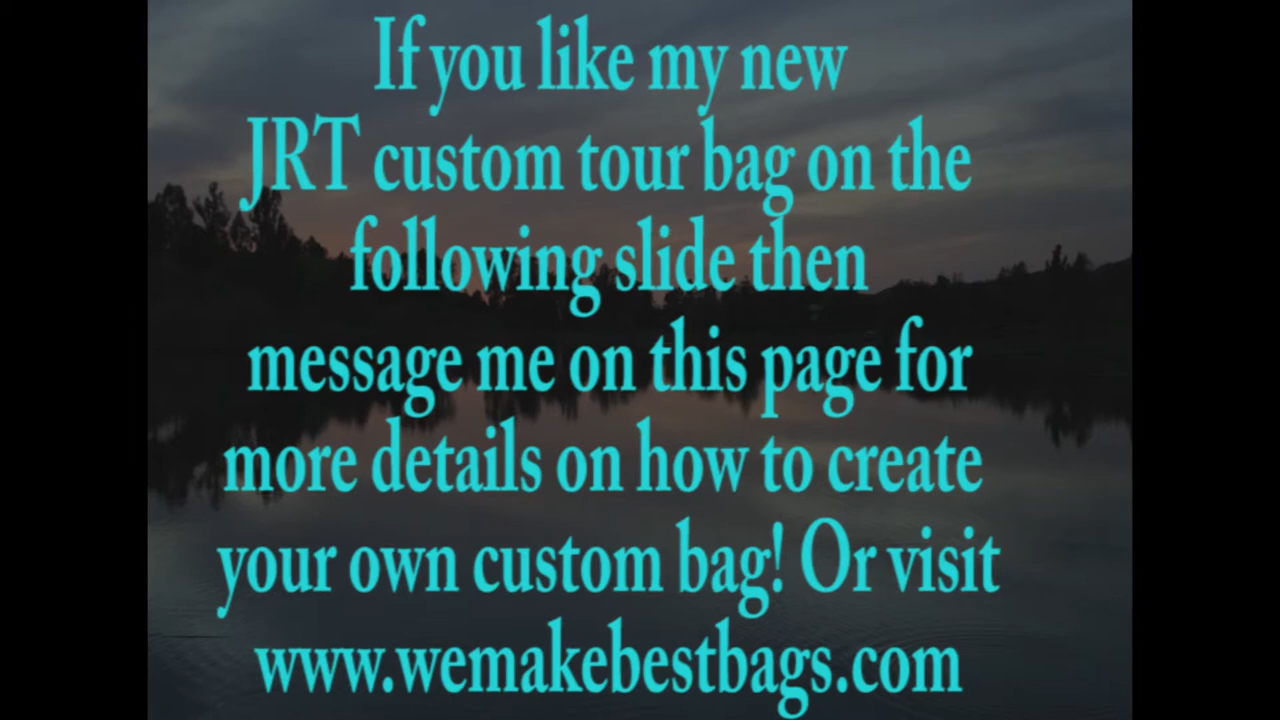 If you like my new
JRT custom tour bag on the
following slide then
message me on this page for
more details on how to create
your own custom bag! Or visit
www.wemakebestbags.com